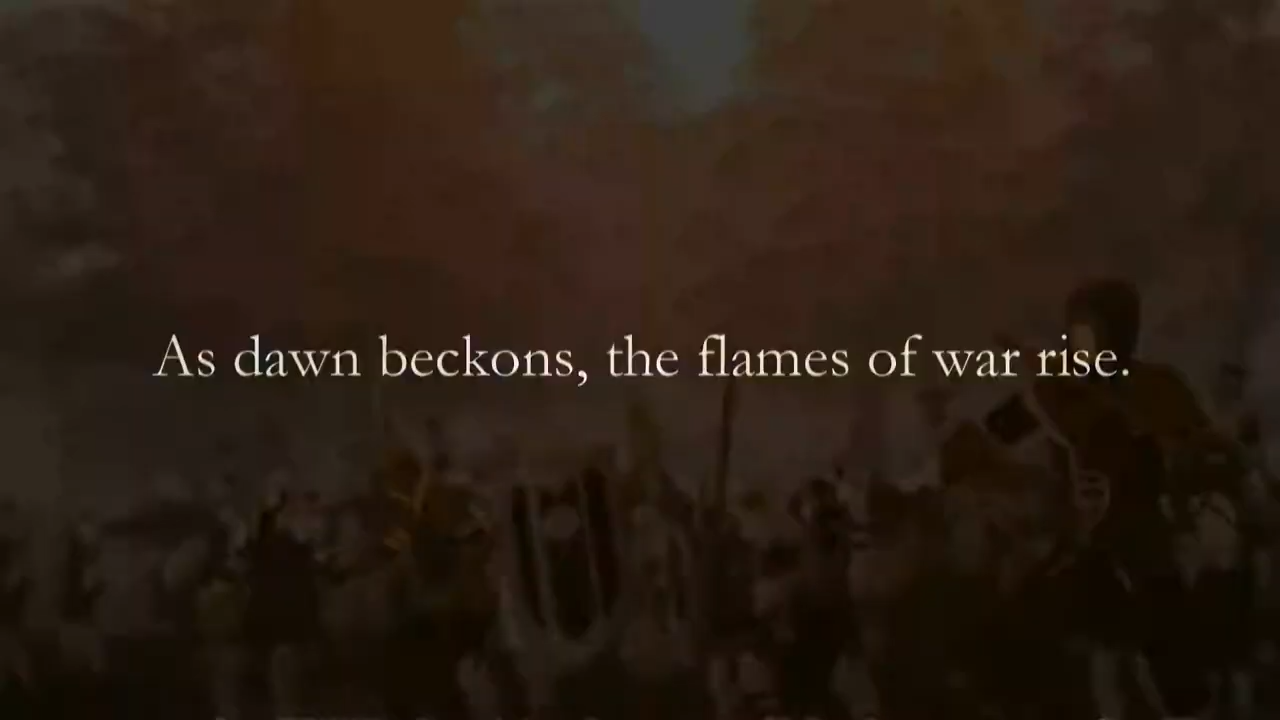 As dawn beckons, the flames of war rise.